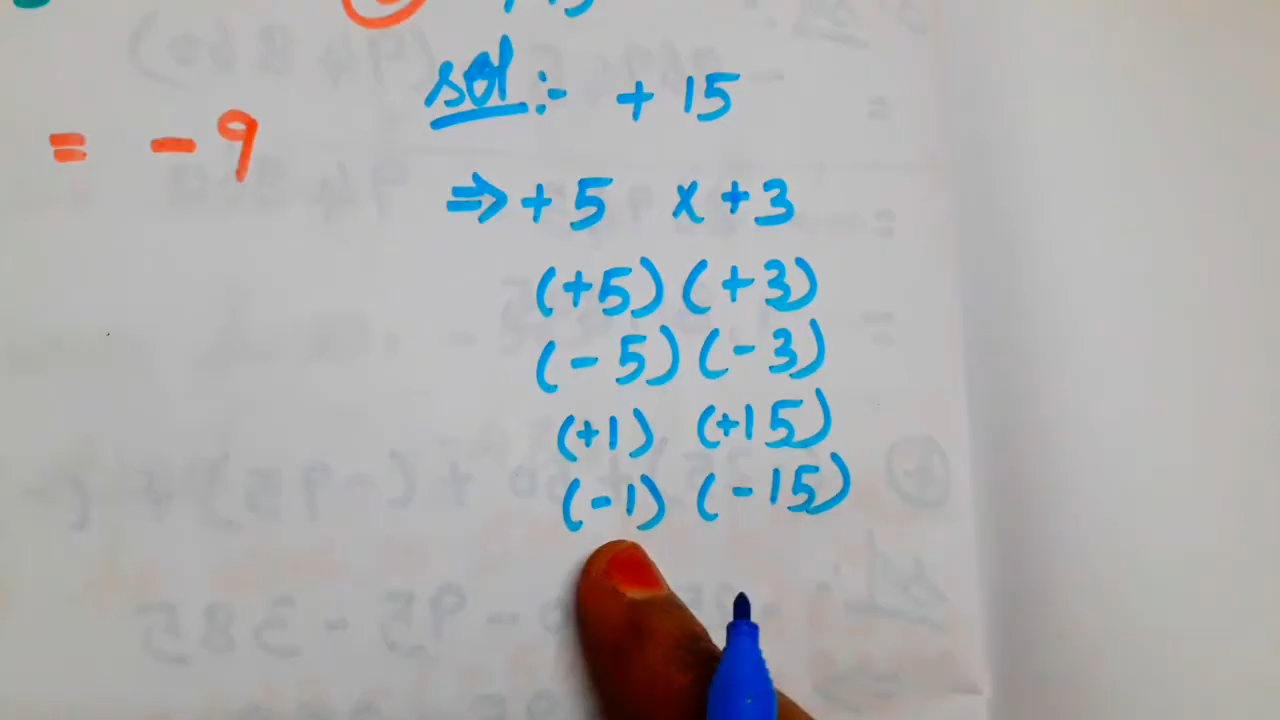 sol :- + 15
= - 9
⇒ + 5 x + 3
(+5) (+3)
(-5) (-3)
(+1) (+15)
(-1) (-15)